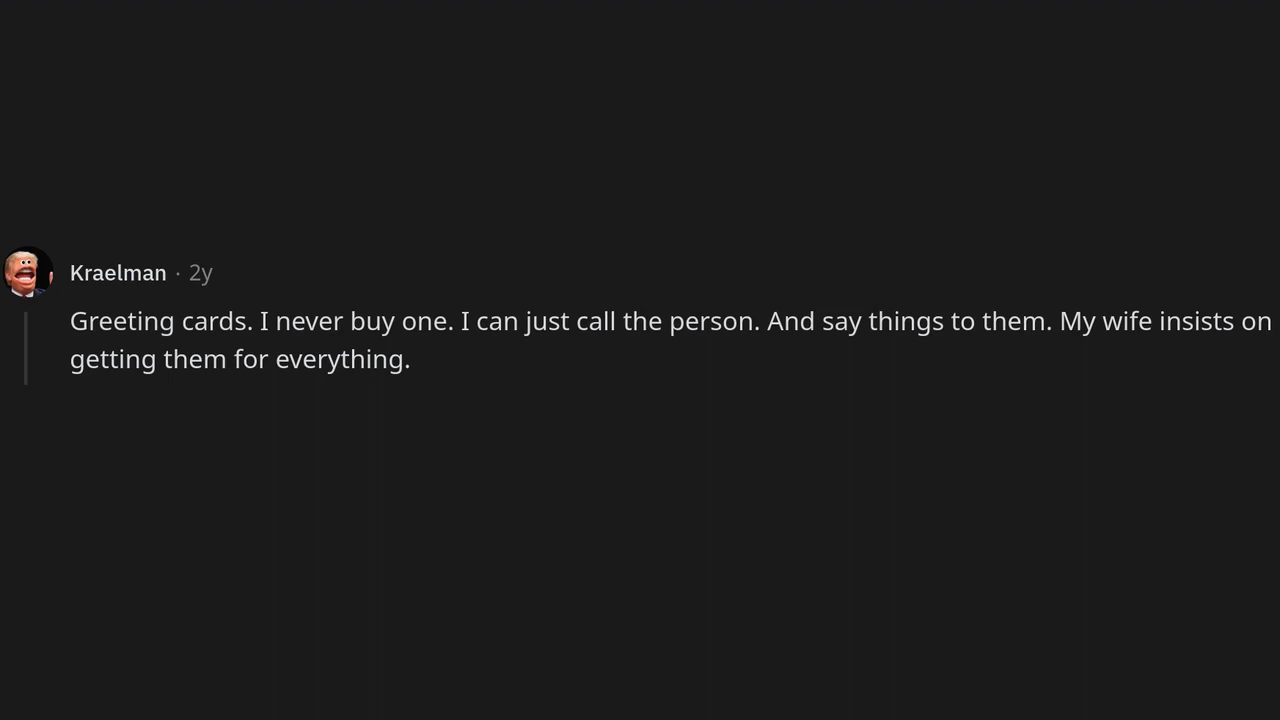 Kraelman · 2y
Greeting cards. I never buy one. I can just call the person. And say things to them. My wife insists on
getting them for everything.